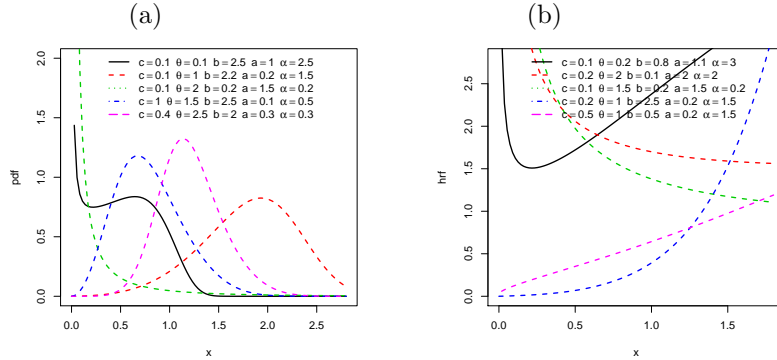 (a)
c=0.1 θ=0.1 b=2.5 a=1 α=2.5
c=0.1 θ=1 b=2.2 a=0.2 α=1.5
c=0.1 θ=2 b=0.2 a=1.5 α=0.2
c=1 θ=1.5 b=2.5 a=0.1 α=0.5
c=0.4 θ=2.5 b=2 a=0.3 α=0.3
pdf
2.0
1.5
1.0
0.5
0.0
0.0 0.5 1.0 1.5 2.0 2.5
x
(b)
c=0.1 θ=0.2 b=0.8 a=1.1 α=3
c=0.2 θ=2 b=0.1 a=2 α=2
c=0.1 θ=1.5 b=0.2 a=1.5 α=0.2
c=0.2 θ=1 b=2.5 a=0.2 α=1.5
c=0.5 θ=1 b=0.5 a=0.2 α=1.5
hrf
2.5
2.0
1.5
1.0
0.5
0.0
0.0 0.5 1.0 1.5
x